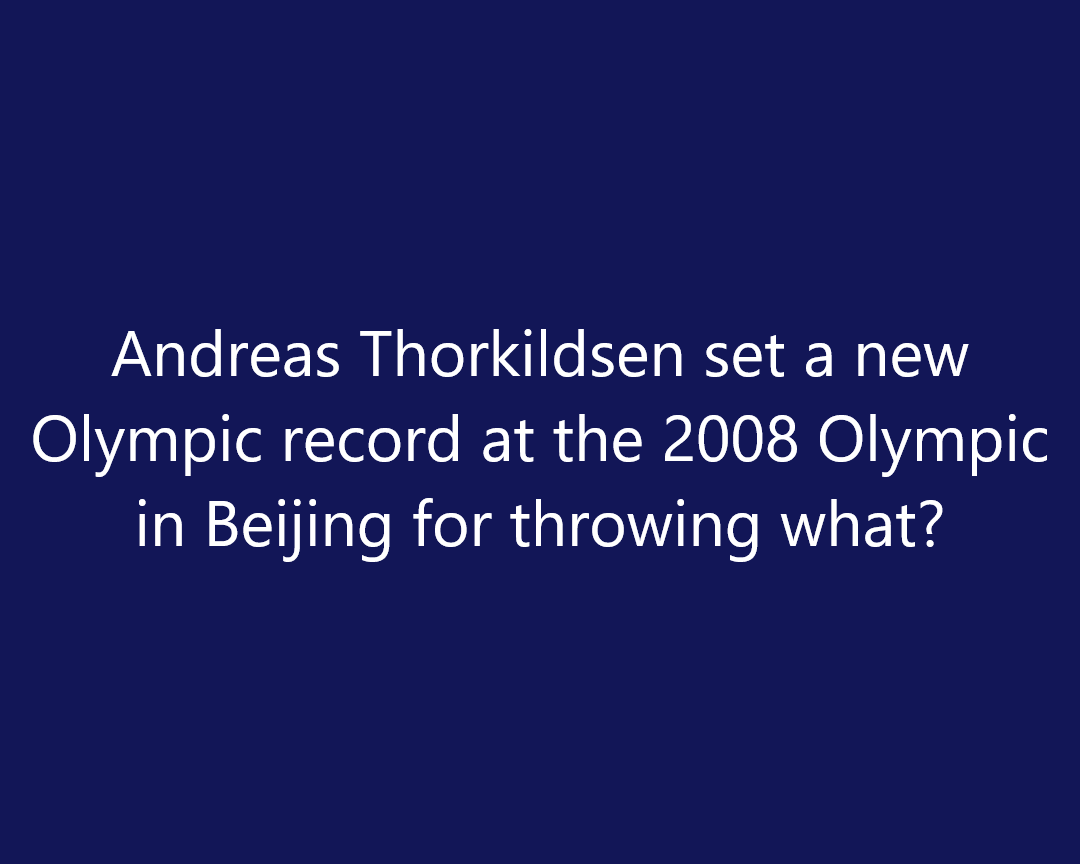 Andreas Thorkildsen set a new
Olympic record at the 2008 Olympic
in Beijing for throwing what?